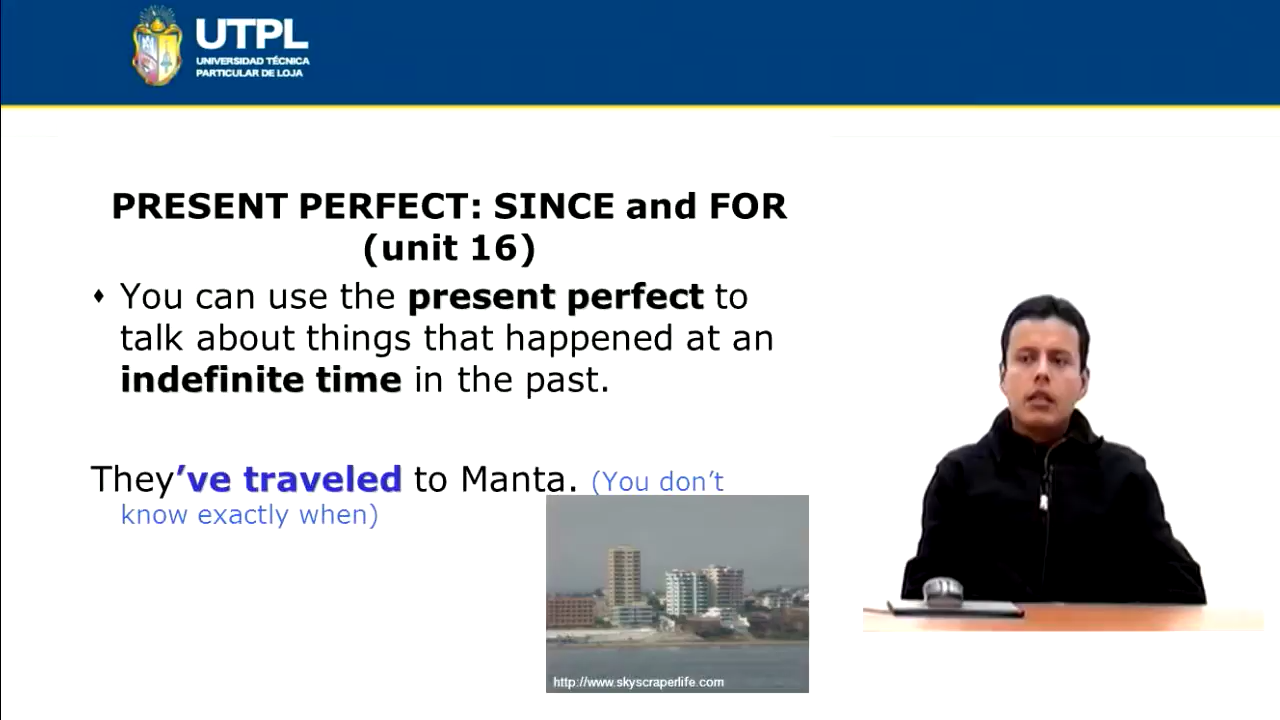 UTPL
UNIVERSIDAD TÉCNICA
PARTICULAR DE LOJA
PRESENT PERFECT: SINCE and FOR
(unit 16)
You can use the present perfect to
talk about things that happened at an
indefinite time in the past.
They’ve traveled to Manta. (You don’t
know exactly when)
http://www.skyscraperlife.com